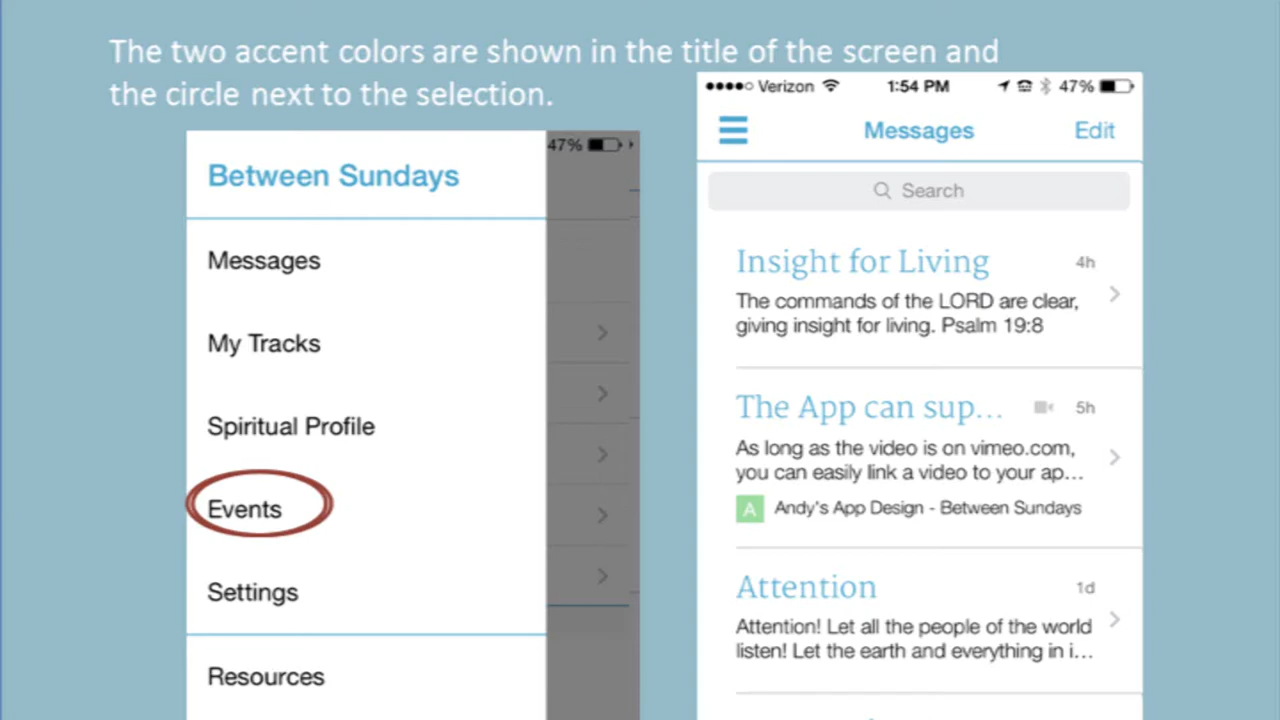 The two accent colors are shown in the title of the screen and
the circle next to the selection.
47%
Between Sundays
Messages
My Tracks
Spiritual Profile
Events
Settings
Resources
Verizon 1:54 PM 47%
Messages Edit
Search
Insight for Living 4h
The commands of the LORD are clear,
giving insight for living. Psalm 19:8
The App can sup... 5h
As long as the video is on vimeo.com,
you can easily link a video to your ap...
A Andy's App Design - Between Sundays
Attention 1d
Attention! Let all the people of the world
listen! Let the earth and everything in i...